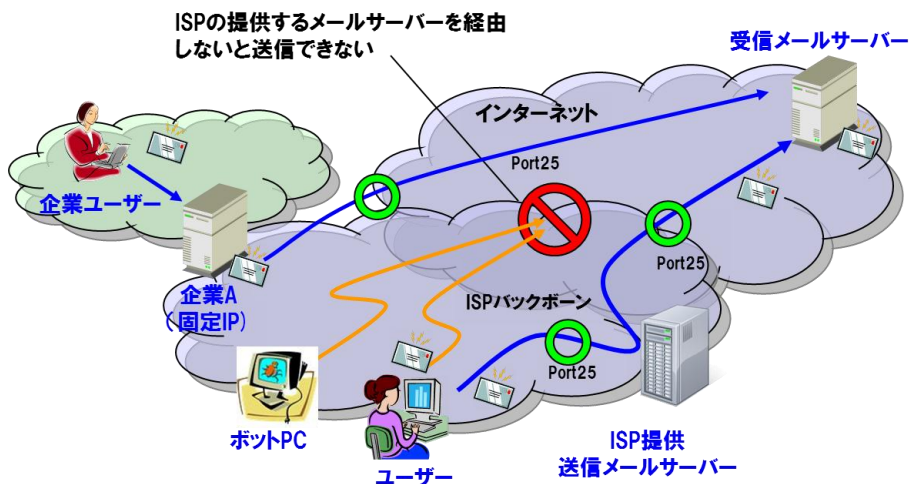 ISPの提供するメールサーバーを経由
しないと送信できない
受信メールサーバー
インターネット
Port25
企業ユーザー
Port25
企業A
(固定IP)
ISPバックボーン
Port25
ボットPC
ユーザー
ISP提供
送信メールサーバー